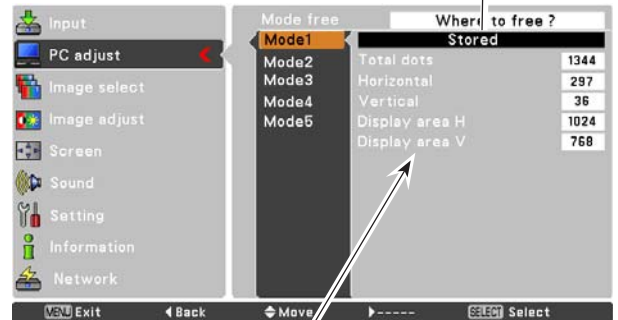 Input
PC adjust
Image select
Image adjust
Screen
Sound
Setting
Information
Network
Mode free
Where to free ?
Mode1
Stored
Mode2
Total dots 1344
Mode3
Horizontal 297
Vertical 36
Mode4
Display area H 1024
Mode5
Display area V 768
MENU Exit
Back
Move
-----
SELECT Select